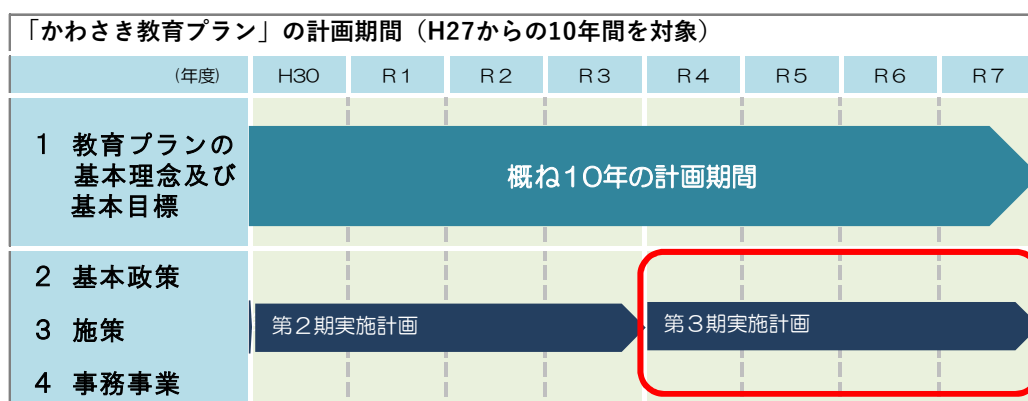 「かわさき教育プラン」の計画期間（H27からの10年間を対象）
(年度) H30 R1 R2 R3 R4 R5 R6 R7
1 教育プランの
基本理念及び
基本目標
概ね10年の計画期間
2 基本政策
3 施策
第2期実施計画 第3期実施計画
4 事務事業